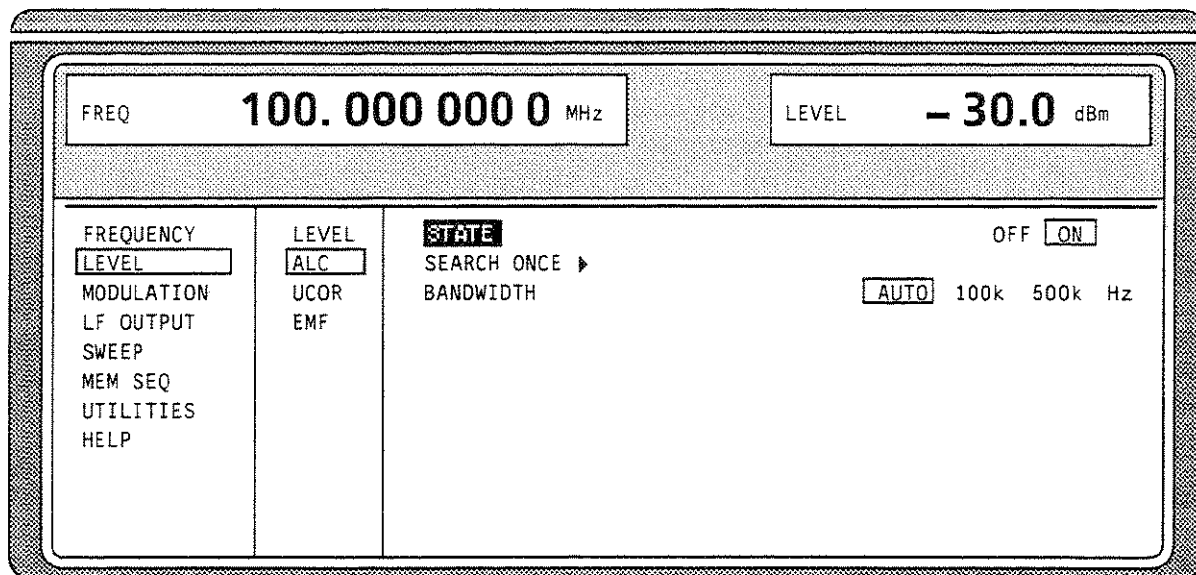 FREQ 100. 000 000 0 MHz
LEVEL – 30.0 dBm
FREQUENCY
LEVEL
MODULATION
LF OUTPUT
SWEEP
MEM SEQ
UTILITIES
HELP
LEVEL
ALC
UCOR
EMF
STATE OFF ON
SEARCH ONCE ▶
BANDWIDTH AUTO 100k 500k Hz